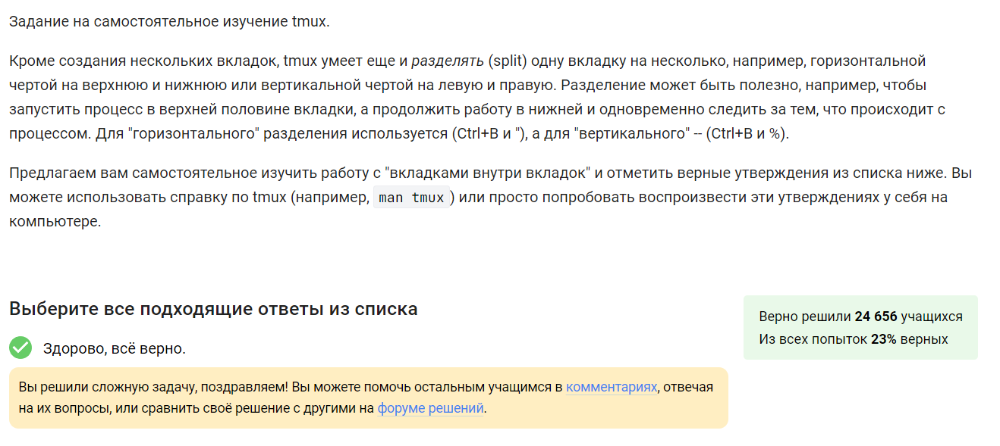 Задание на самостоятельное изучение tmux.
Кроме создания нескольких вкладок, tmux умеет еще и разделять (split) одну вкладку на несколько, например, горизонтальной
чертой на верхнюю и нижнюю или вертикальной чертой на левую и правую. Разделение может быть полезно, например, чтобы
запустить процесс в верхней половине вкладки, а продолжить работу в нижней и одновременно следить за тем, что происходит с
процессом. Для "горизонтального" разделения используется (Ctrl+B и "), а для "вертикального" -- (Ctrl+B и %).
Предлагаем вам самостоятельное изучить работу с "вкладками внутри вкладок" и отметить верные утверждения из списка ниже. Вы
можете использовать справку по tmux (например, man tmux) или просто попробовать воспроизвести эти утверждениях у себя на
компьютере.
Выберите все подходящие ответы из списка
Здорово, всё верно.
Вы решили сложную задачу, поздравляем! Вы можете помочь остальным учащимся в комментариях, отвечая
на их вопросы, или сравнить своё решение с другими на форуме решений.
Верно решили 24 656 учащихся
Из всех попыток 23% верных